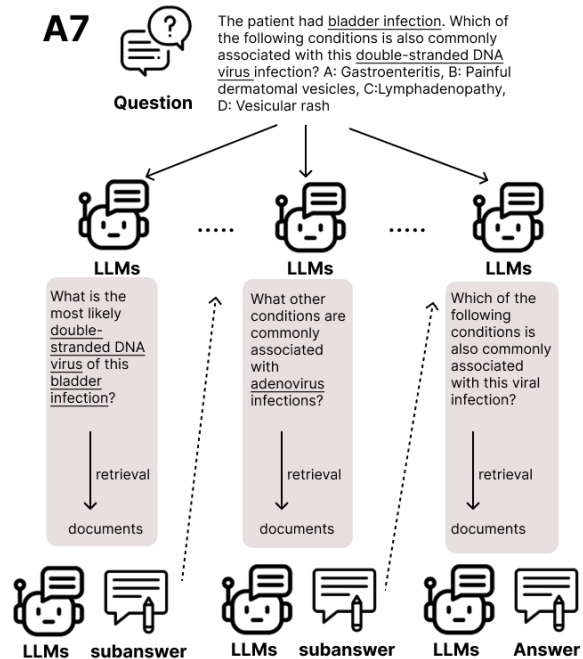 A7
Question
The patient had bladder infection. Which of
the following conditions is also commonly
associated with this double-stranded DNA
virus infection? A: Gastroenteritis, B: Painful
dermatomal vesicles, C:Lymphadenopathy,
D: Vesicular rash
LLMs
.....
LLMs
.....
LLMs
What is the
most likely
double-
stranded DNA
virus of this
bladder
infection?
retrieval
documents
What other
conditions are
commonly
associated
with
adenovirus
infections?
retrieval
documents
Which of the
following
conditions is
also commonly
associated
with this viral
infection?
retrieval
documents
LLMs
subanswer
LLMs
subanswer
LLMs
Answer